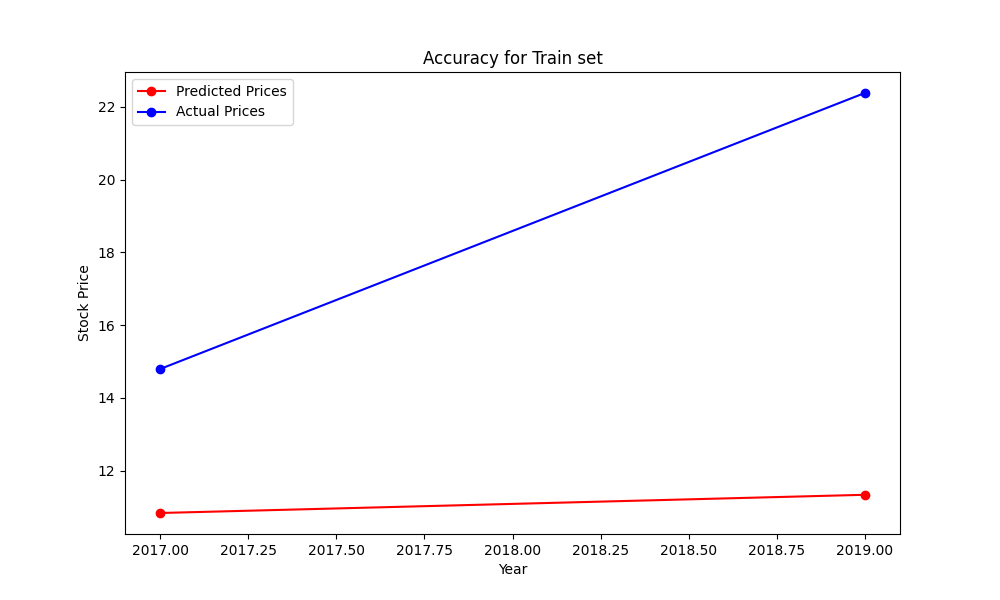 Accuracy for Train set
Predicted Prices
Actual Prices
22
20
18
16
14
12
Stock Price
2017.00 2017.25 2017.50 2017.75 2018.00 2018.25 2018.50 2018.75 2019.00
Year